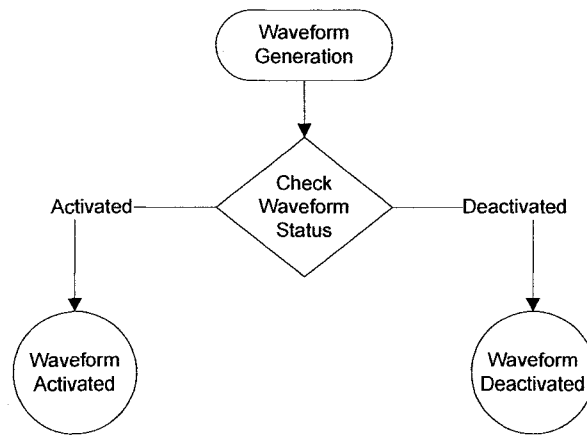 Waveform
Generation
Check
Waveform
Status
Activated
Deactivated
Waveform
Activated
Waveform
Deactivated